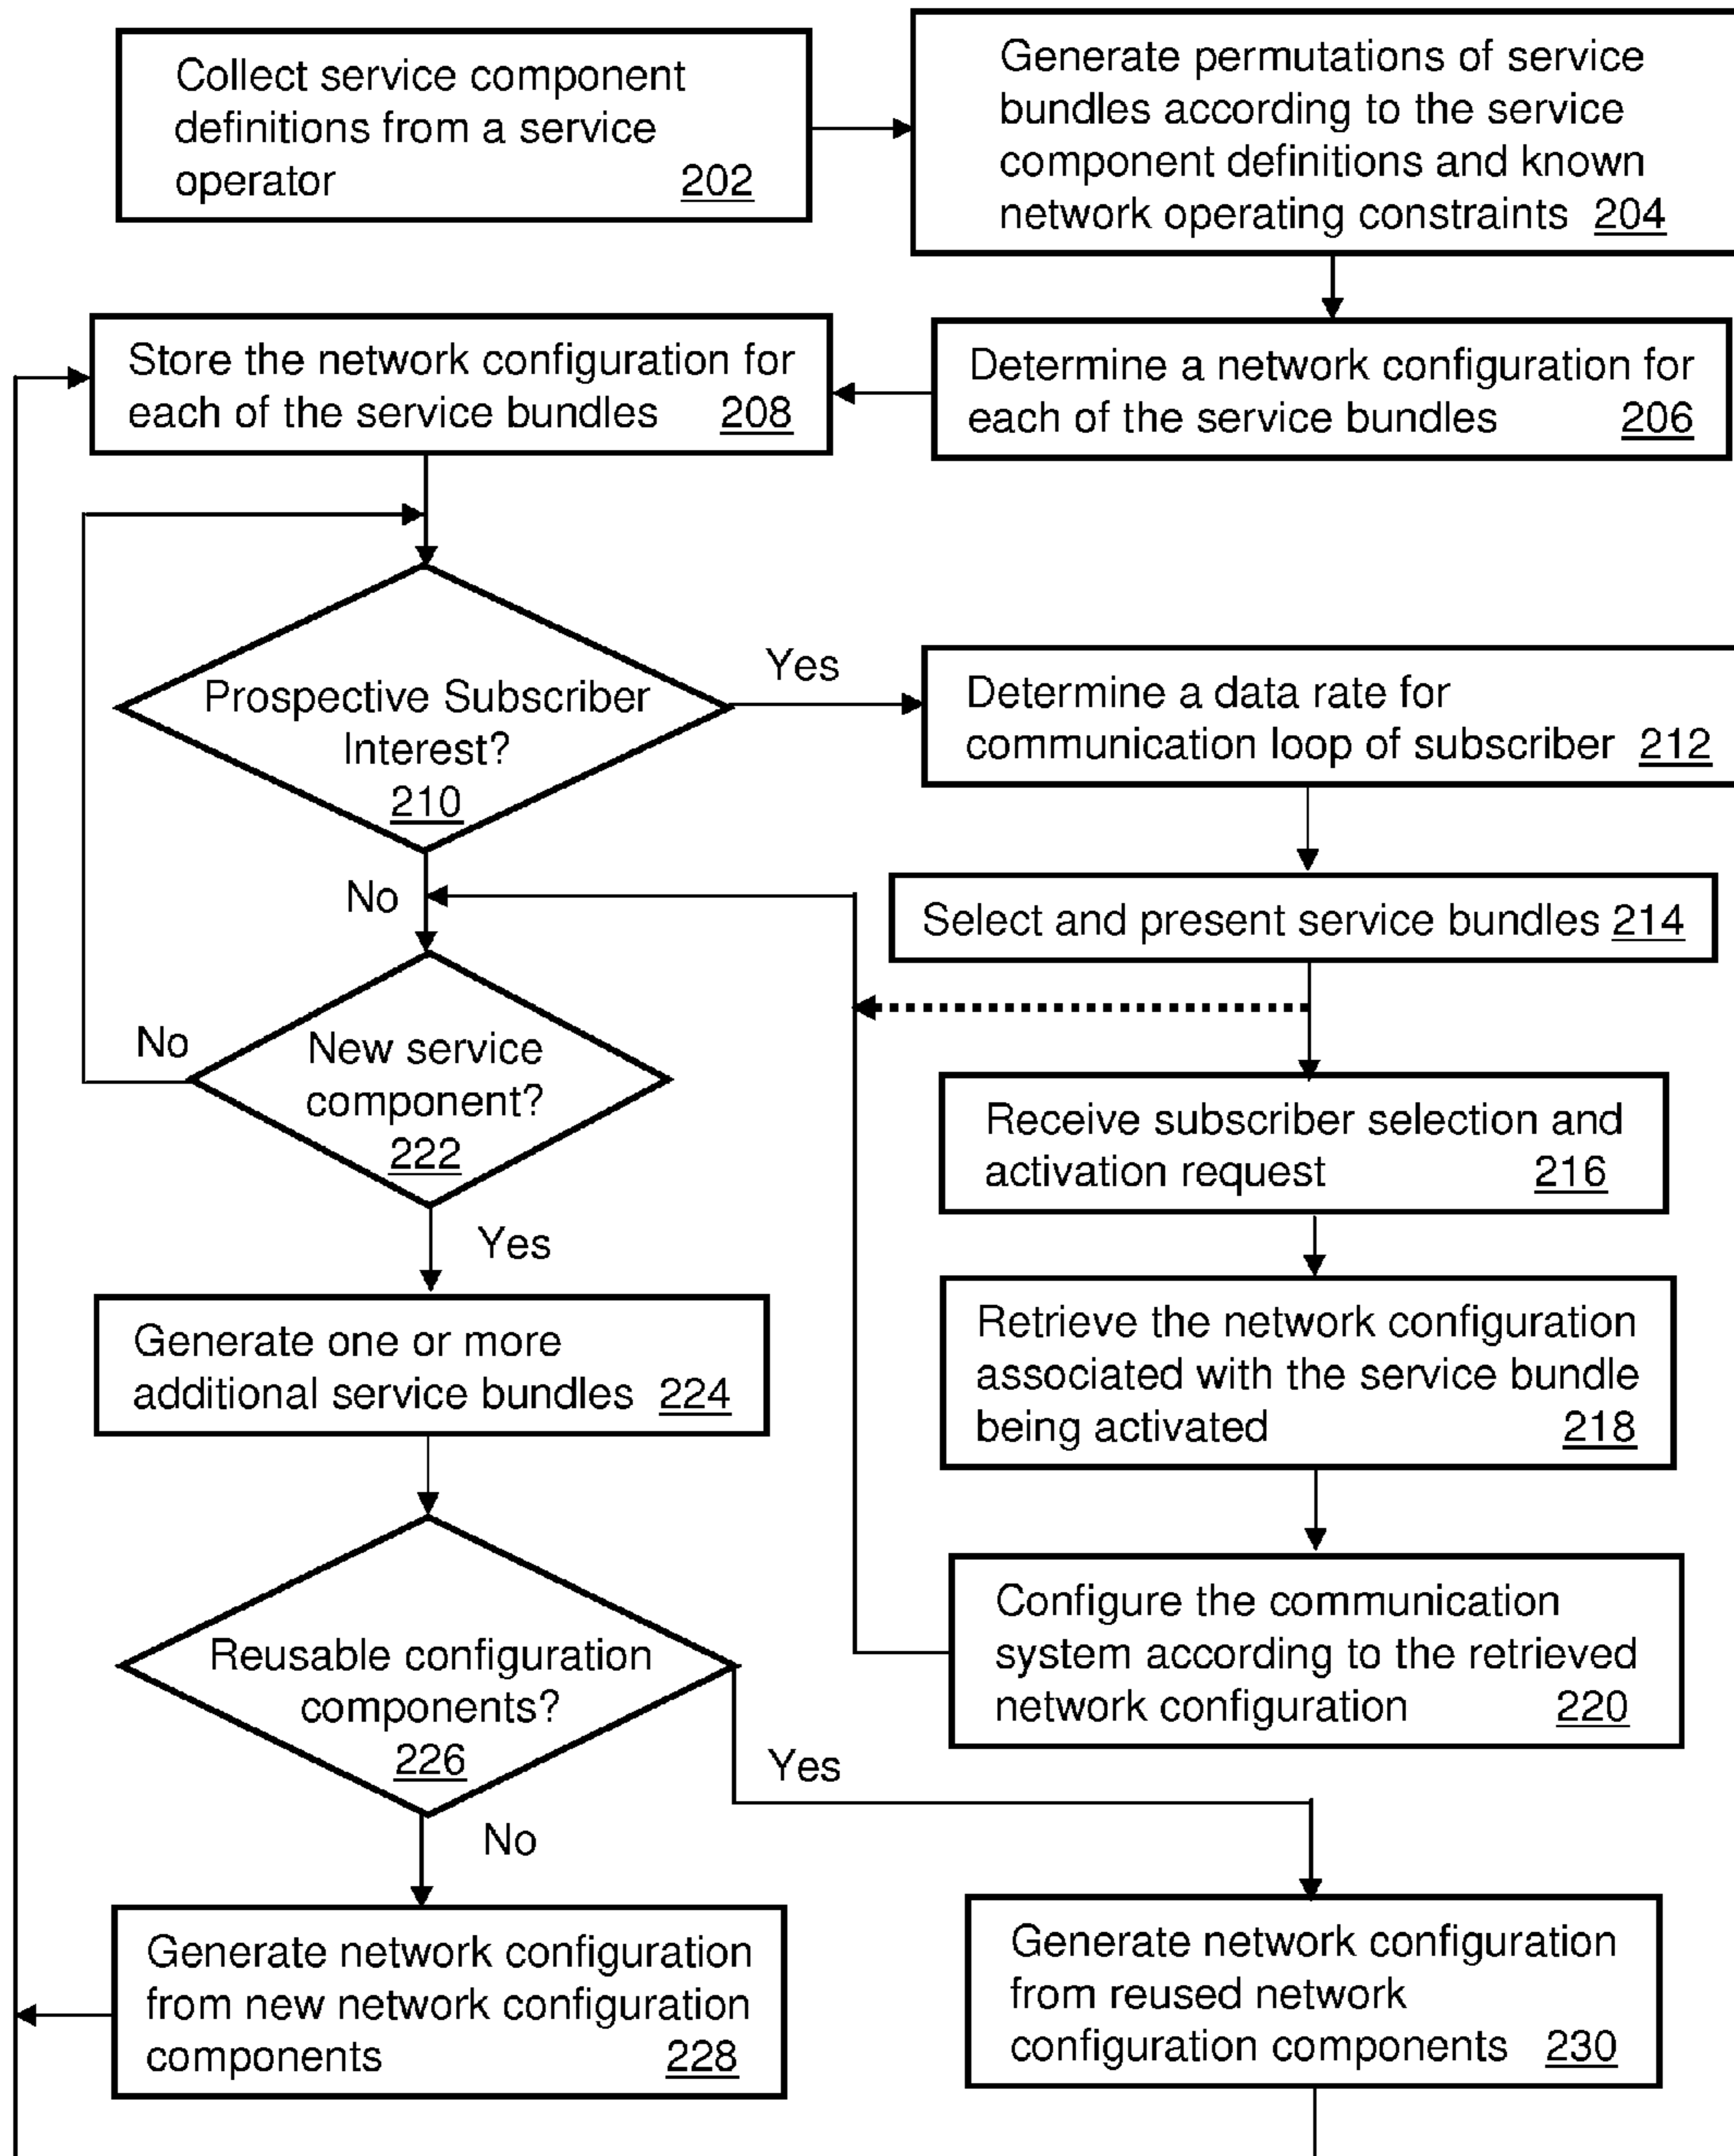 Collect service component
definitions from a service
operator 202
Generate permutations of service
bundles according to the service
component definitions and known
network operating constraints 204
Store the network configuration for
each of the service bundles 208
Determine a network configuration for
each of the service bundles 206
Prospective Subscriber
Interest?
210
Yes
Determine a data rate for
communication loop of subscriber 212
No
Select and present service bundles 214
No
New service
component?
222
Receive subscriber selection and
activation request 216
Yes
Generate one or more
additional service bundles 224
Retrieve the network configuration
associated with the service bundle
being activated 218
Reusable configuration
components?
226
Configure the communication
system according to the retrieved
network configuration 220
Yes
No
Generate network configuration
from new network configuration
components 228
Generate network configuration
from reused network
configuration components 230